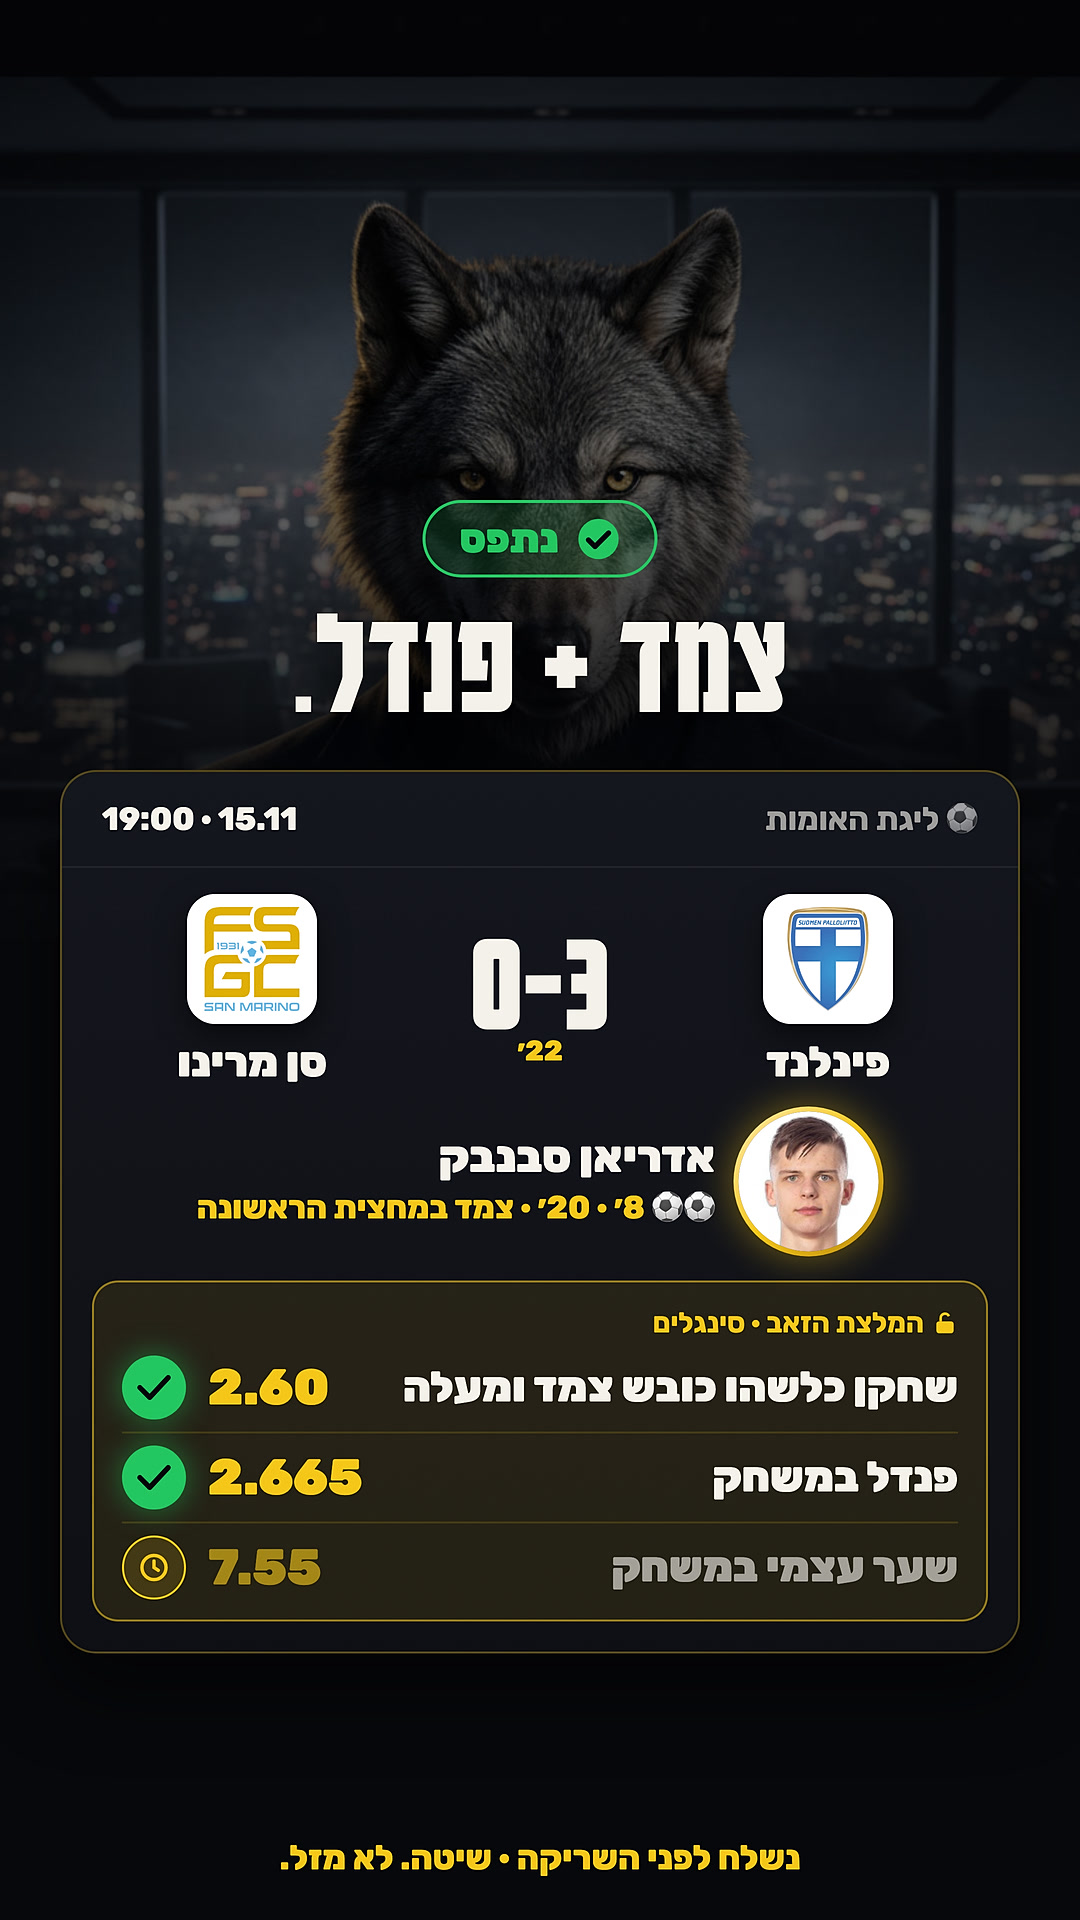 נתפס
צמד + פנדל.
ליגת האומות
15.11 • 19:00
SUOMEN PALLOLIITTO
FS
1931
GC
SAN MARINO
3-0
22'
פינלנד
סן מרינו
אדריאן סבנבק
8' • 20' • צמד במחצית הראשונה
המלצת הזאב • סינגלים
שחקן כלשהו כובש צמד ומעלה 2.60
פנדל במשחק 2.665
שער עצמי במשחק 7.55
נשלח לפני השריקה • שיטה. לא מזל.